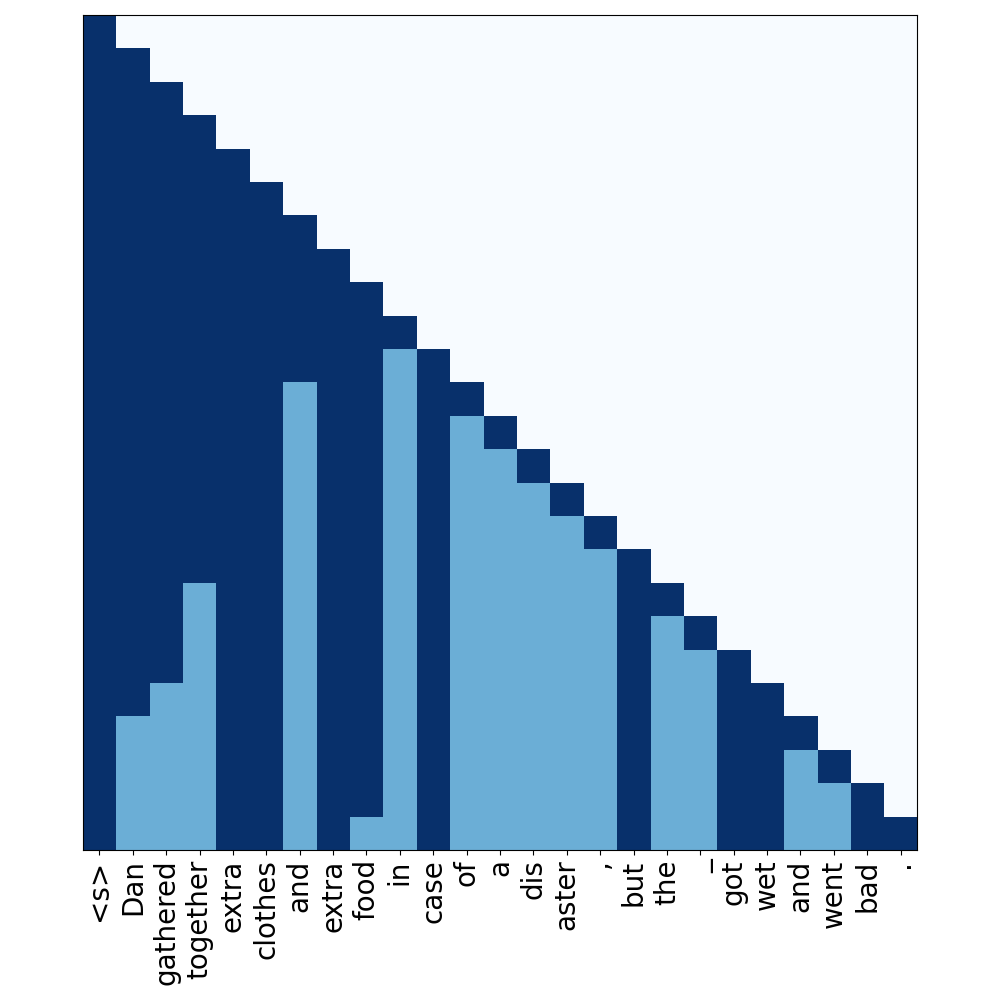 <s> Dan gathered together extra clothes and extra food in case of a dis aster , but the _ got wet and went bad .